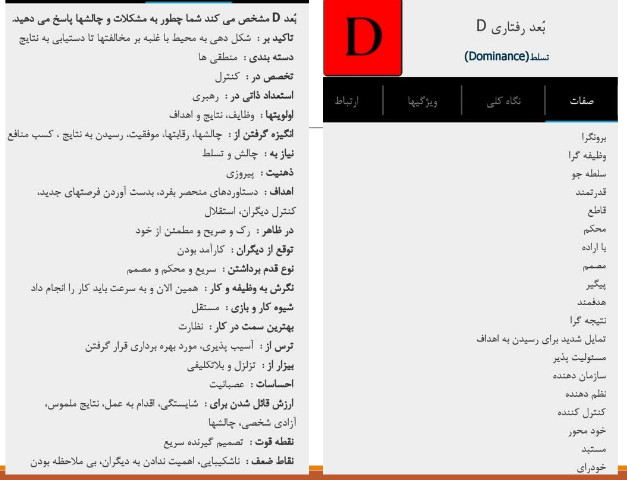 بُعد رفتاری D
تسلط(Dominance)
D
صفات
نگاه کلی
ویژگیها
ارتباط
برونگرا
وظیفه گرا
سلطه جو
قدرتمند
قاطع
محکم
با اراده
مصمم
پیگیر
هدفمند
نتیجه گرا
تمایل شدید برای رسیدن به اهداف
مسئولیت پذیر
سازمان دهنده
نظم دهنده
کنترل کننده
خود محور
مستبد
خودرای
بُعد D مشخص می کند شما چطور به مشکلات و چالشها پاسخ می دهید.
تاکید بر : شکل دهی به محیط با غلبه بر مخالفتها تا دستیابی به نتایج
دسته بندی : منطقی ها
تخصص در : کنترل
استعداد ذاتی در : رهبری
اولویتها : وظایف، نتایج و اهداف
انگیزه گرفتن از : چالشها، رقابتها، موفقیت، رسیدن به نتایج ، کسب منافع
نیاز به : چالش و تسلط
ذهنیت : پیروزی
اهداف : دستاوردهای منحصر بفرد، بدست آوردن فرصتهای جدید،
کنترل دیگران، استقلال
در ظاهر : رک و صریح و مطمئن از خود
توقع از دیگران : کارآمد بودن
نوع قدم برداشتن : سریع و محکم و مصمم
نگرش به وظیفه و کار : همین الان و به سرعت باید کار را انجام داد
شیوه کار و بازی : مستقل
بهترین سمت در کار : نظارت
ترس از : آسیب پذیری، مورد بهره برداری قرار گرفتن
بیزار از : تزلزل و بلاتکلیفی
احساسات : عصبانیت
ارزش قائل شدن برای : شایستگی، اقدام به عمل، نتایج ملموس،
آزادی شخصی، چالشها
نقطه قوت : تصمیم گیرنده سریع
نقاط ضعف : ناشکیبایی، اهمیت ندادن به دیگران، بی ملاحظه بودن